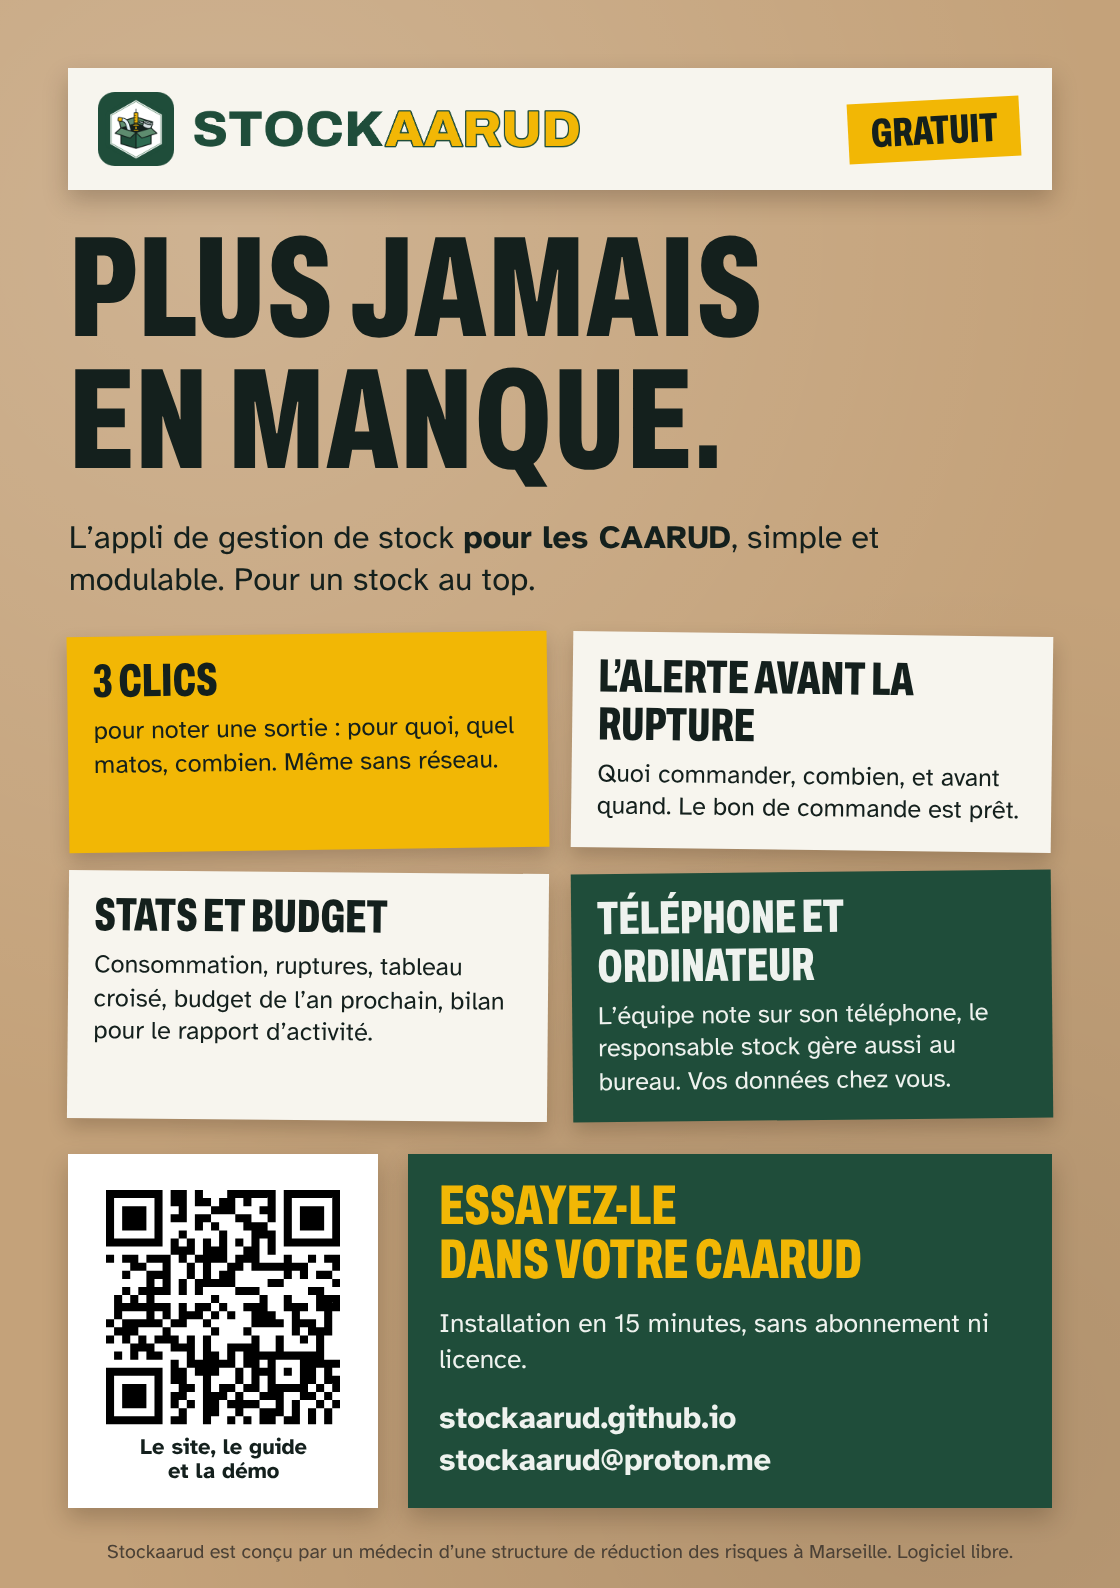 STOCKAARUD
GRATUIT
PLUS JAMAIS
EN MANQUE.
L’appli de gestion de stock pour les CAARUD, simple et
modulable. Pour un stock au top.
3 CLICS
pour noter une sortie : pour quoi, quel
matos, combien. Même sans réseau.
L’ALERTE AVANT LA
RUPTURE
Quoi commander, combien, et avant
quand. Le bon de commande est prêt.
STATS ET BUDGET
Consommation, ruptures, tableau
croisé, budget de l’an prochain, bilan
pour le rapport d’activité.
TÉLÉPHONE ET
ORDINATEUR
L’équipe note sur son téléphone, le
responsable stock gère aussi au
bureau. Vos données chez vous.
Le site, le guide
et la démo
ESSAYEZ-LE
DANS VOTRE CAARUD
Installation en 15 minutes, sans abonnement ni
licence.
stockaarud.github.io
stockaarud@proton.me
Stockaarud est conçu par un médecin d’une structure de réduction des risques à Marseille. Logiciel libre.